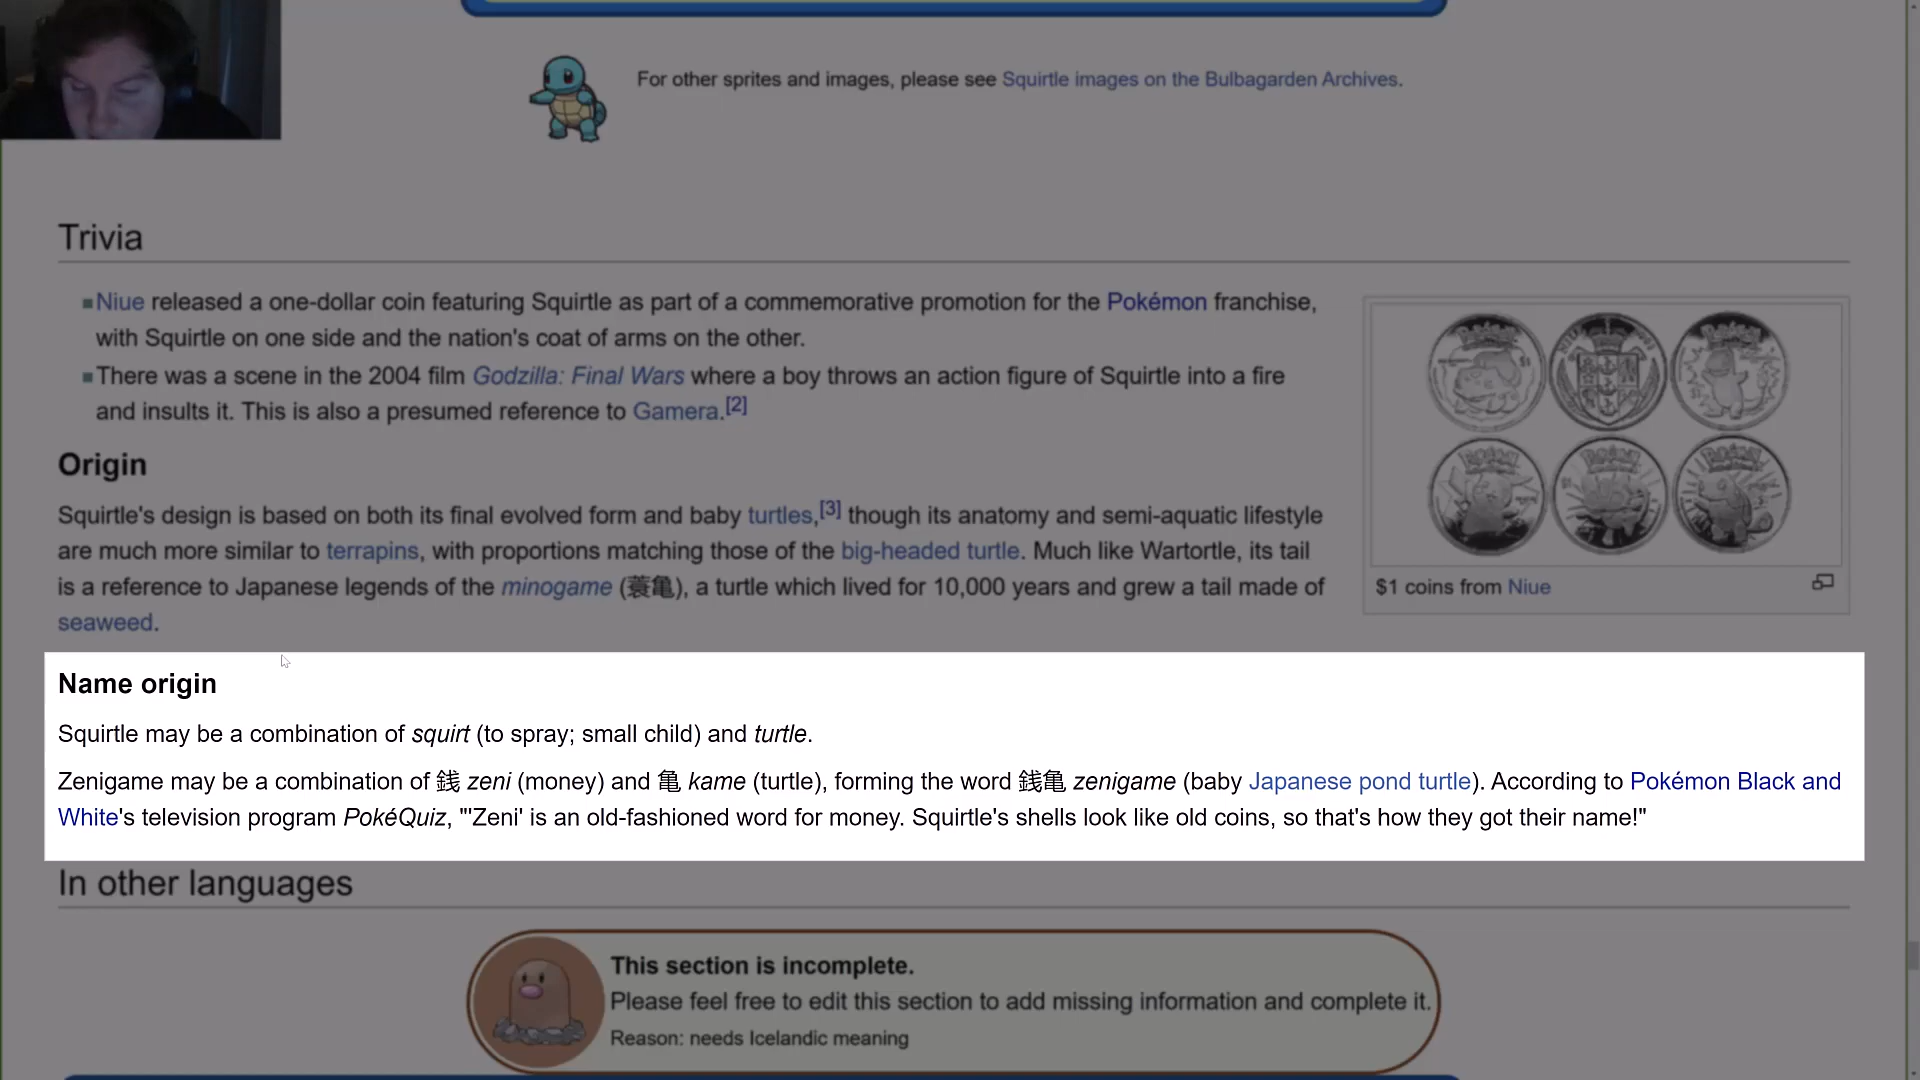 For other sprites and images, please see Squirtle images on the Bulbagarden Archives.
Trivia
Niue released a one-dollar coin featuring Squirtle as part of a commemorative promotion for the Pokémon franchise,
with Squirtle on one side and the nation's coat of arms on the other.
There was a scene in the 2004 film Godzilla: Final Wars where a boy throws an action figure of Squirtle into a fire
and insults it. This is also a presumed reference to Gamera.[2]
$1 coins from Niue
Origin
Squirtle's design is based on both its final evolved form and baby turtles,[3] though its anatomy and semi-aquatic lifestyle
are much more similar to terrapins, with proportions matching those of the big-headed turtle. Much like Wartortle, its tail
is a reference to Japanese legends of the minogame (蓑亀), a turtle which lived for 10,000 years and grew a tail made of
seaweed.
Name origin
Squirtle may be a combination of squirt (to spray; small child) and turtle.
Zenigame may be a combination of 銭 zeni (money) and 亀 kame (turtle), forming the word 銭亀 zenigame (baby Japanese pond turtle). According to Pokémon Black and
White's television program PokéQuiz, "'Zeni' is an old-fashioned word for money. Squirtle's shells look like old coins, so that's how they got their name!"
In other languages
This section is incomplete.
Please feel free to edit this section to add missing information and complete it.
Reason: needs Icelandic meaning